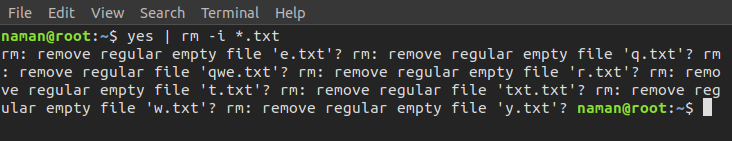 File Edit View Search Terminal Help
naman@root:~$ yes | rm -i *.txt
rm: remove regular empty file 'e.txt'? rm: remove regular empty file 'q.txt'? rm
: remove regular file 'qwe.txt'? rm: remove regular empty file 'r.txt'? rm: remo
ve regular empty file 't.txt'? rm: remove regular file 'txt.txt'? rm: remove reg
ular empty file 'w.txt'? rm: remove regular empty file 'y.txt'? naman@root:~$